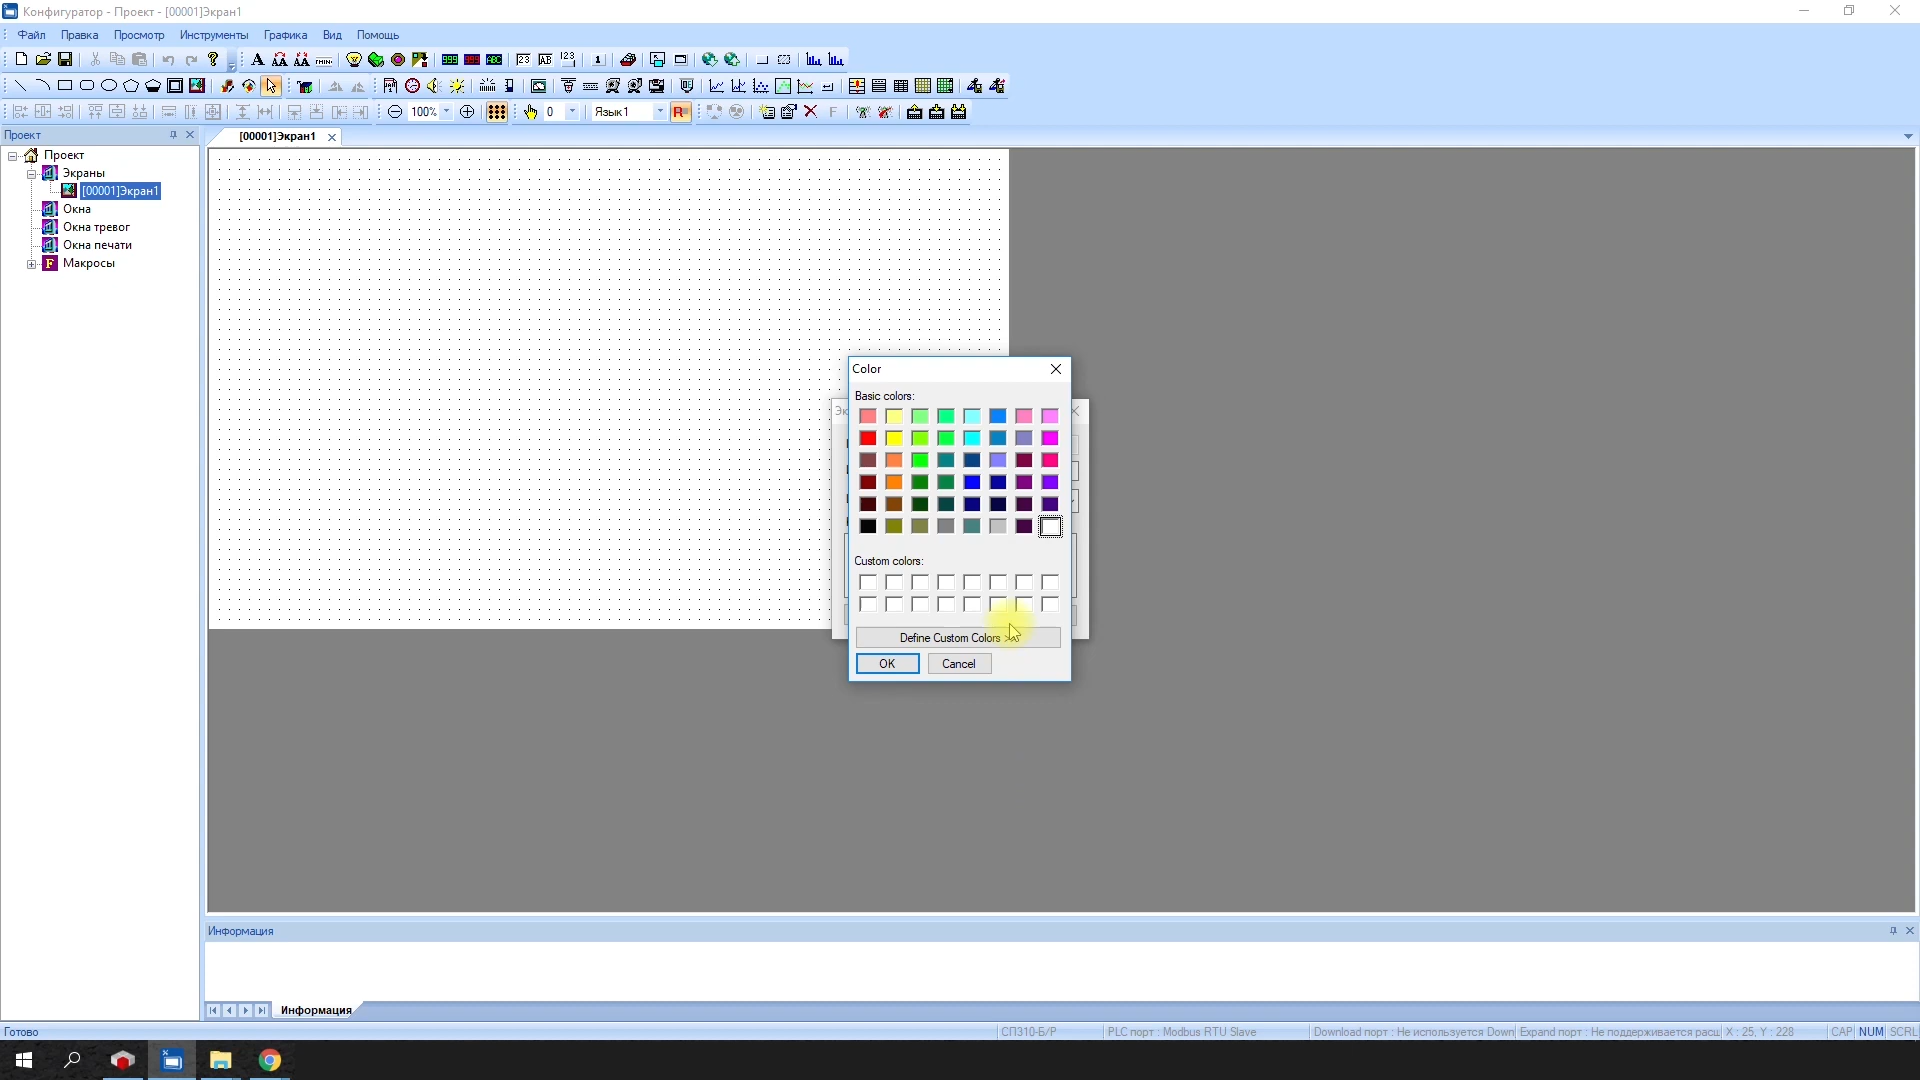 Конфигуратор - Проект - [00001]Экран1
Файл Правка Просмотр Инструменты Графика Вид Помощь
100% 0 Язык1
Проект
[00001]Экран1
Проект
Экраны
[00001]Экран1
Окна
Окна тревог
Окна печати
Макросы
Color
Basic colors:
Custom colors:
Define Custom Colors >>
OK Cancel
Информация
Информация
Готово СП310-Б/Р PLC порт : Modbus RTU Slave Download порт : Не используется Down Expand порт : Не поддерживается расш X : 25, Y : 228 CAP NUM SCRL